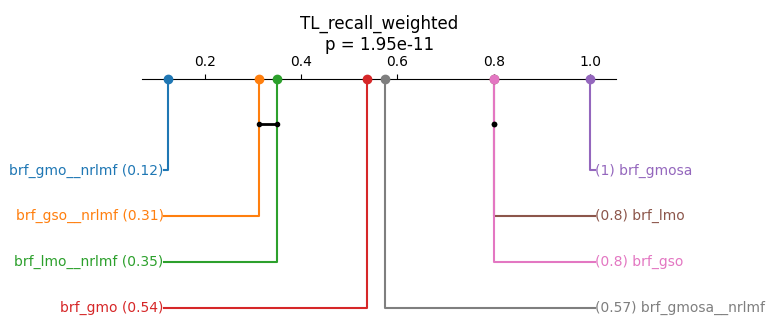 TL_recall_weighted
p = 1.95e-11
0.2 0.4 0.6 0.8 1.0
brf_gmo__nrlmf (0.12)
(1) brf_gmosa
brf_gso__nrlmf (0.31)
(0.8) brf_lmo
brf_lmo__nrlmf (0.35)
(0.8) brf_gso
brf_gmo (0.54)
(0.57) brf_gmosa__nrlmf